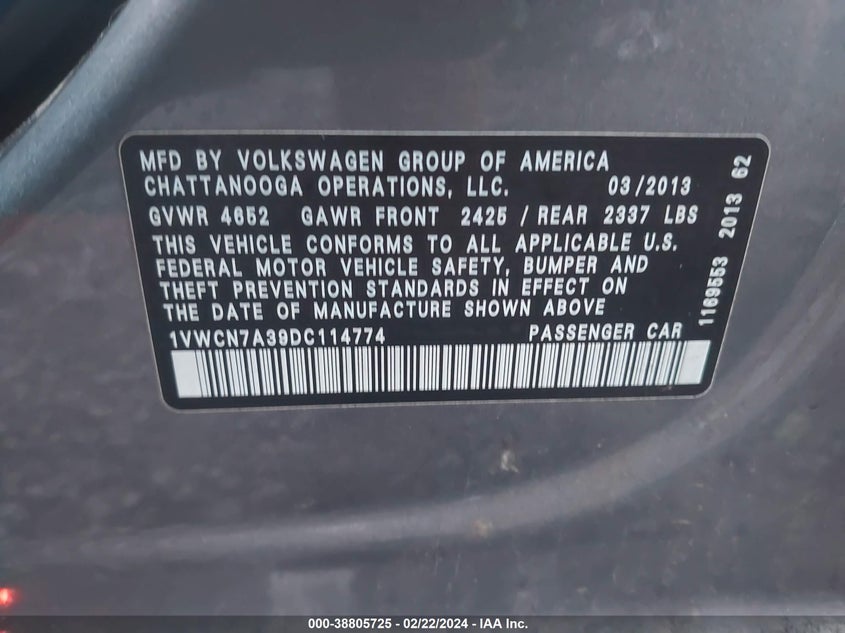 MFD BY VOLKSWAGEN GROUP OF AMERICA
CHATTANOOGA OPERATIONS, LLC. 03/2013
GVWR 4652 GAWR FRONT 2425 / REAR 2337 LBS
THIS VEHICLE CONFORMS TO ALL APPLICABLE U.S.
FEDERAL MOTOR VEHICLE SAFETY, BUMPER AND
THEFT PREVENTION STANDARDS IN EFFECT ON
THE DATE OF MANUFACTURE SHOWN ABOVE
1VWCN7A39DC114774 PASSENGER CAR
1169553 2013 62
000-38805725 - 02/22/2024 - IAA Inc.